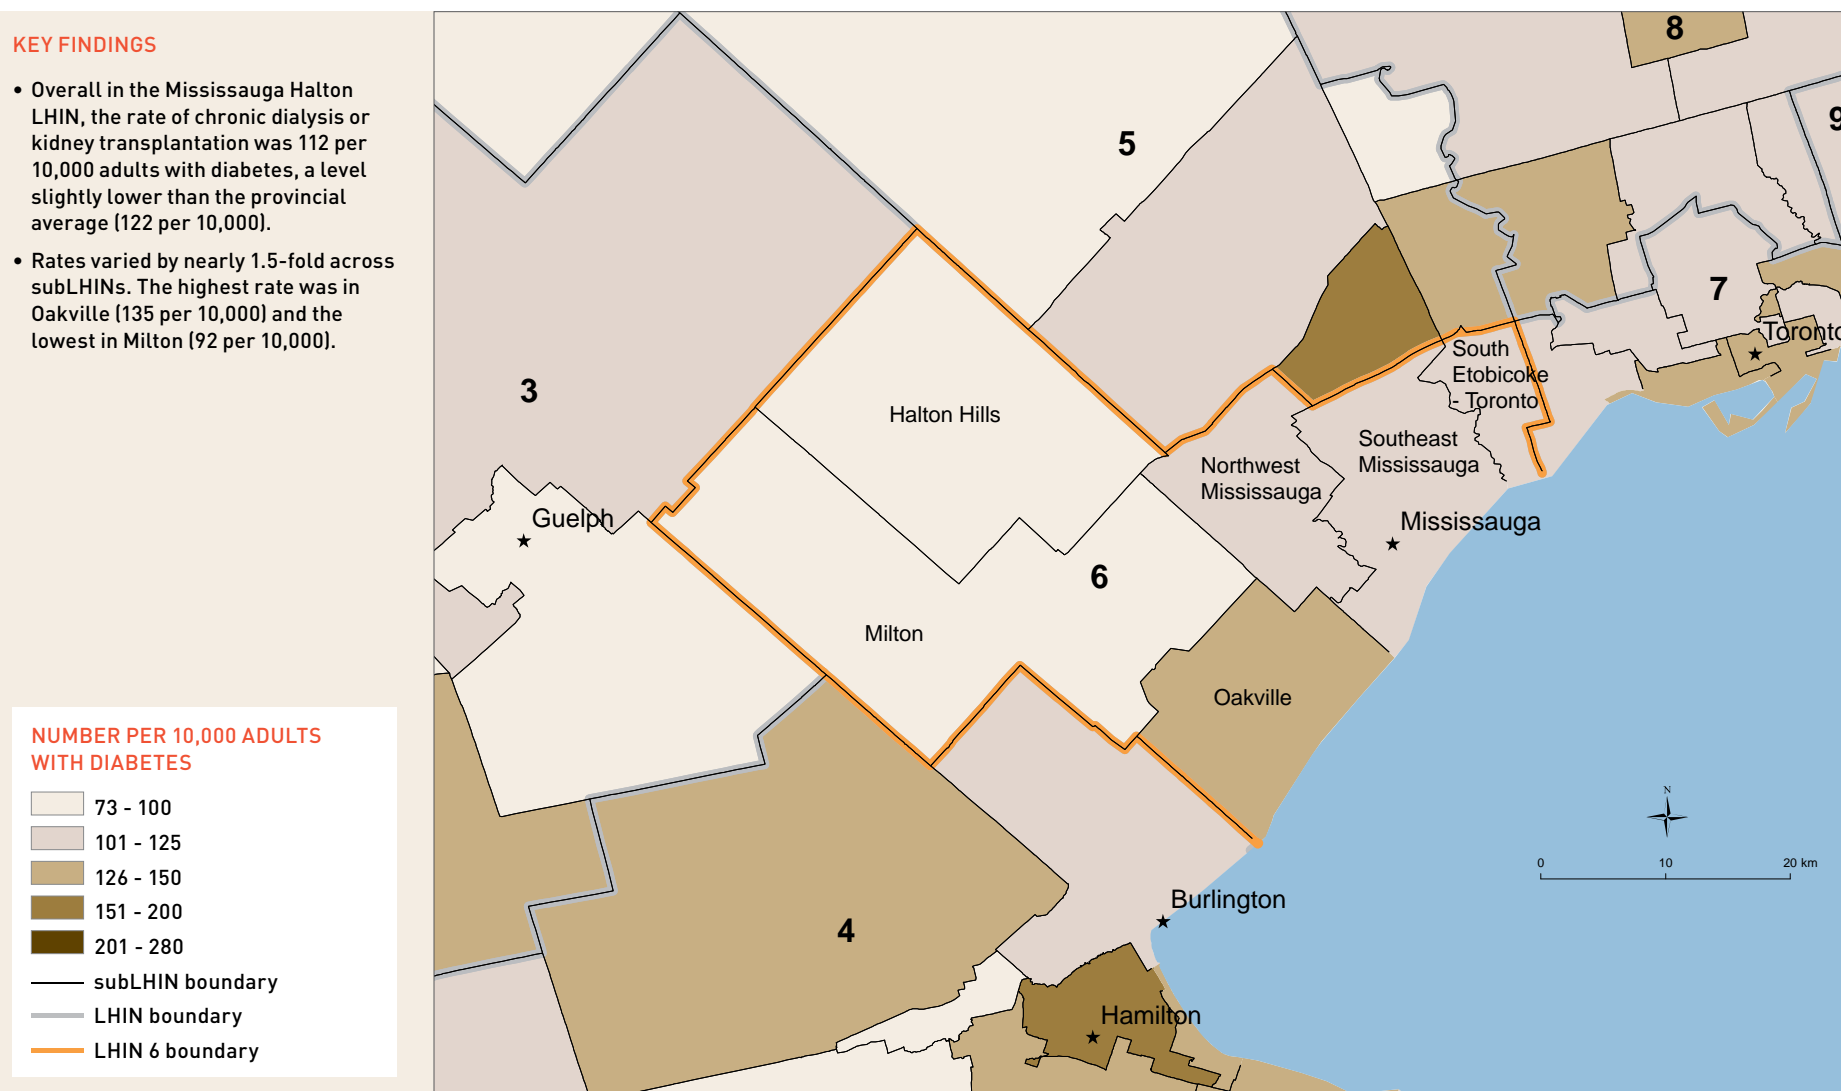 KEY FINDINGS
• Overall in the Mississauga Halton
LHIN, the rate of chronic dialysis or
kidney transplantation was 112 per
10,000 adults with diabetes, a level
slightly lower than the provincial
average (122 per 10,000).
• Rates varied by nearly 1.5-fold across
subLHINs. The highest rate was in
Oakville (135 per 10,000) and the
lowest in Milton (92 per 10,000).
NUMBER PER 10,000 ADULTS
WITH DIABETES
73 - 100
101 - 125
126 - 150
151 - 200
201 - 280
subLHIN boundary
LHIN boundary
LHIN 6 boundary
8
9
5
7
Toronto
South
Etobicoke
- Toronto
3
Halton Hills
Southeast
Mississauga
Northwest
Mississauga
Guelph
Mississauga
6
Milton
Oakville
N
0 10 20 km
Burlington
4
Hamilton